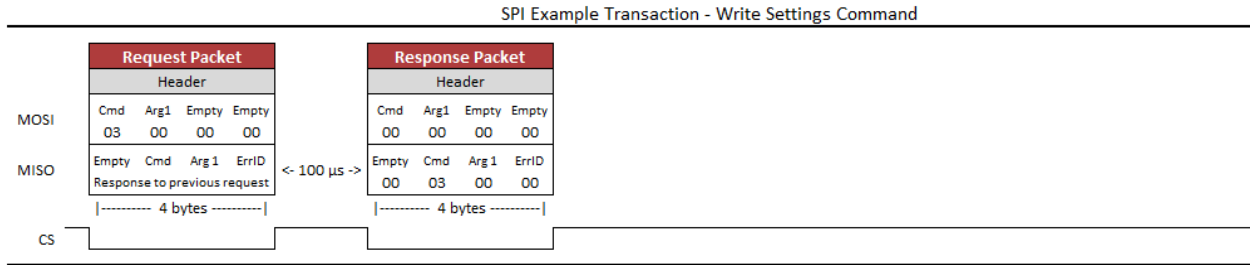 SPI Example Transaction - Write Settings Command
Request Packet Response Packet
Header Header
Cmd Arg1 Empty Empty Cmd Arg1 Empty Empty
MOSI
03 00 00 00 00 00 00 00
Empty Cmd Arg 1 ErrID Empty Cmd Arg 1 ErrID
MISO <- 100 µs ->
Response to previous request 00 03 00 00
|---------- 4 bytes ----------| |---------- 4 bytes ----------|
CS